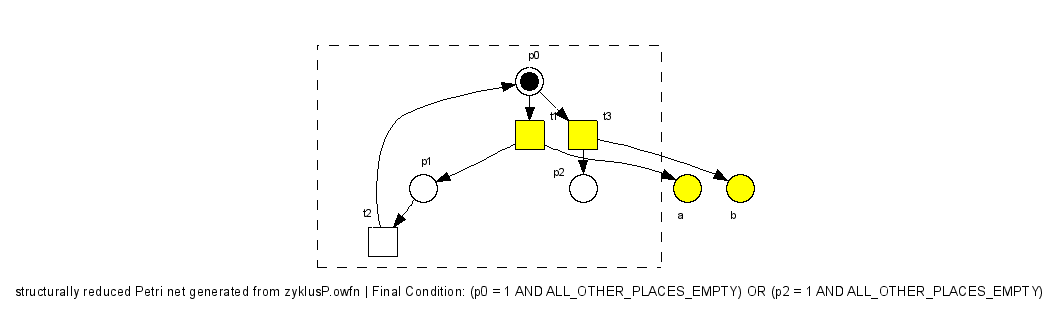 p0
t1
t3
p1
p2
t2
a
b
structurally reduced Petri net generated from zyklusP.owfn | Final Condition: (p0 = 1 AND ALL_OTHER_PLACES_EMPTY) OR (p2 = 1 AND ALL_OTHER_PLACES_EMPTY)